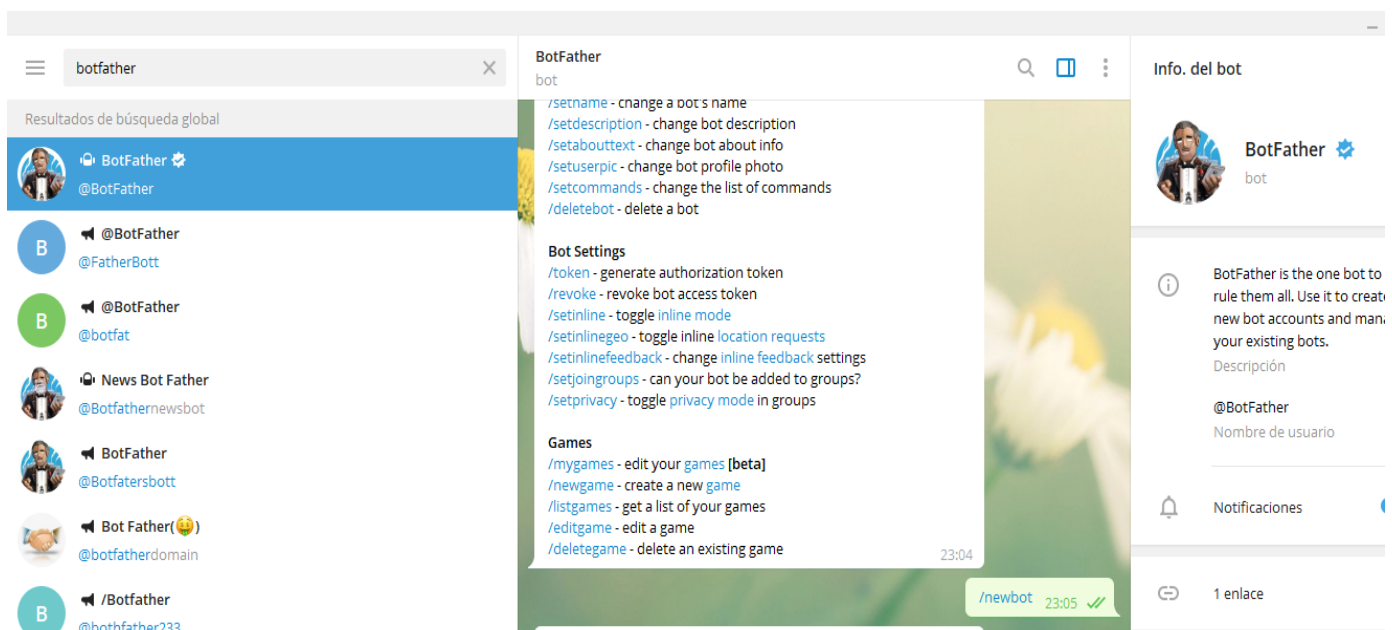 botfather
Resultados de búsqueda global
BotFather
@BotFather
@BotFather
@FatherBott
@BotFather
@botfat
News Bot Father
@Botfathernewsbot
BotFather
@Botfatersbott
Bot Father(🤑)
@botfatherdomain
/Botfather
@bothfather233
BotFather
bot
/setname - change a bot's name
/setdescription - change bot description
/setabouttext - change bot about info
/setuserpic - change bot profile photo
/setcommands - change the list of commands
/deletebot - delete a bot
Bot Settings
/token - generate authorization token
/revoke - revoke bot access token
/setinline - toggle inline mode
/setinlinegeo - toggle inline location requests
/setinlinefeedback - change inline feedback settings
/setjoingroups - can your bot be added to groups?
/setprivacy - toggle privacy mode in groups
Games
/mygames - edit your games [beta]
/newgame - create a new game
/listgames - get a list of your games
/editgame - edit a game
/deletegame - delete an existing game
23:04
/newbot 23:05
Info. del bot
BotFather
bot
BotFather is the one bot to
rule them all. Use it to create
new bot accounts and mana
your existing bots.
Descripción
@BotFather
Nombre de usuario
Notificaciones
1 enlace
B
B
B